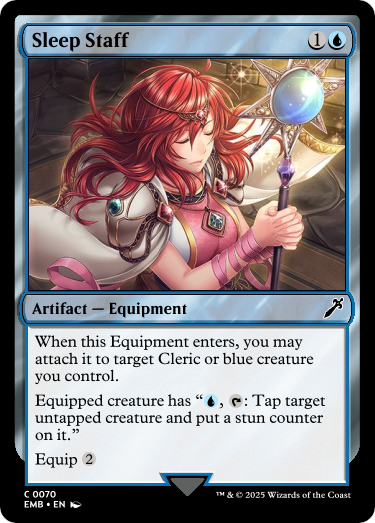 Sleep Staff 1
Artifact — Equipment
When this Equipment enters, you may
attach it to target Cleric or blue creature
you control.
Equipped creature has “, : Tap target
untapped creature and put a stun counter
on it.”
Equip 2
C 0070
EMB • EN ™ & © 2025 Wizards of the Coast